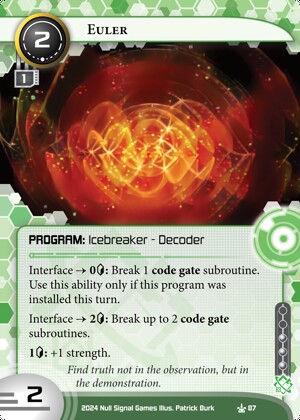 Euler
2
1
PROGRAM: Icebreaker - Decoder
Interface → 0: Break 1 code gate subroutine.
Use this ability only if this program was
installed this turn.
Interface → 2: Break up to 2 code gate
subroutines.
1: +1 strength.
Find truth not in the observation, but in
the demonstration.
2
2024 Null Signal Games Illus. Patrick Burk
87